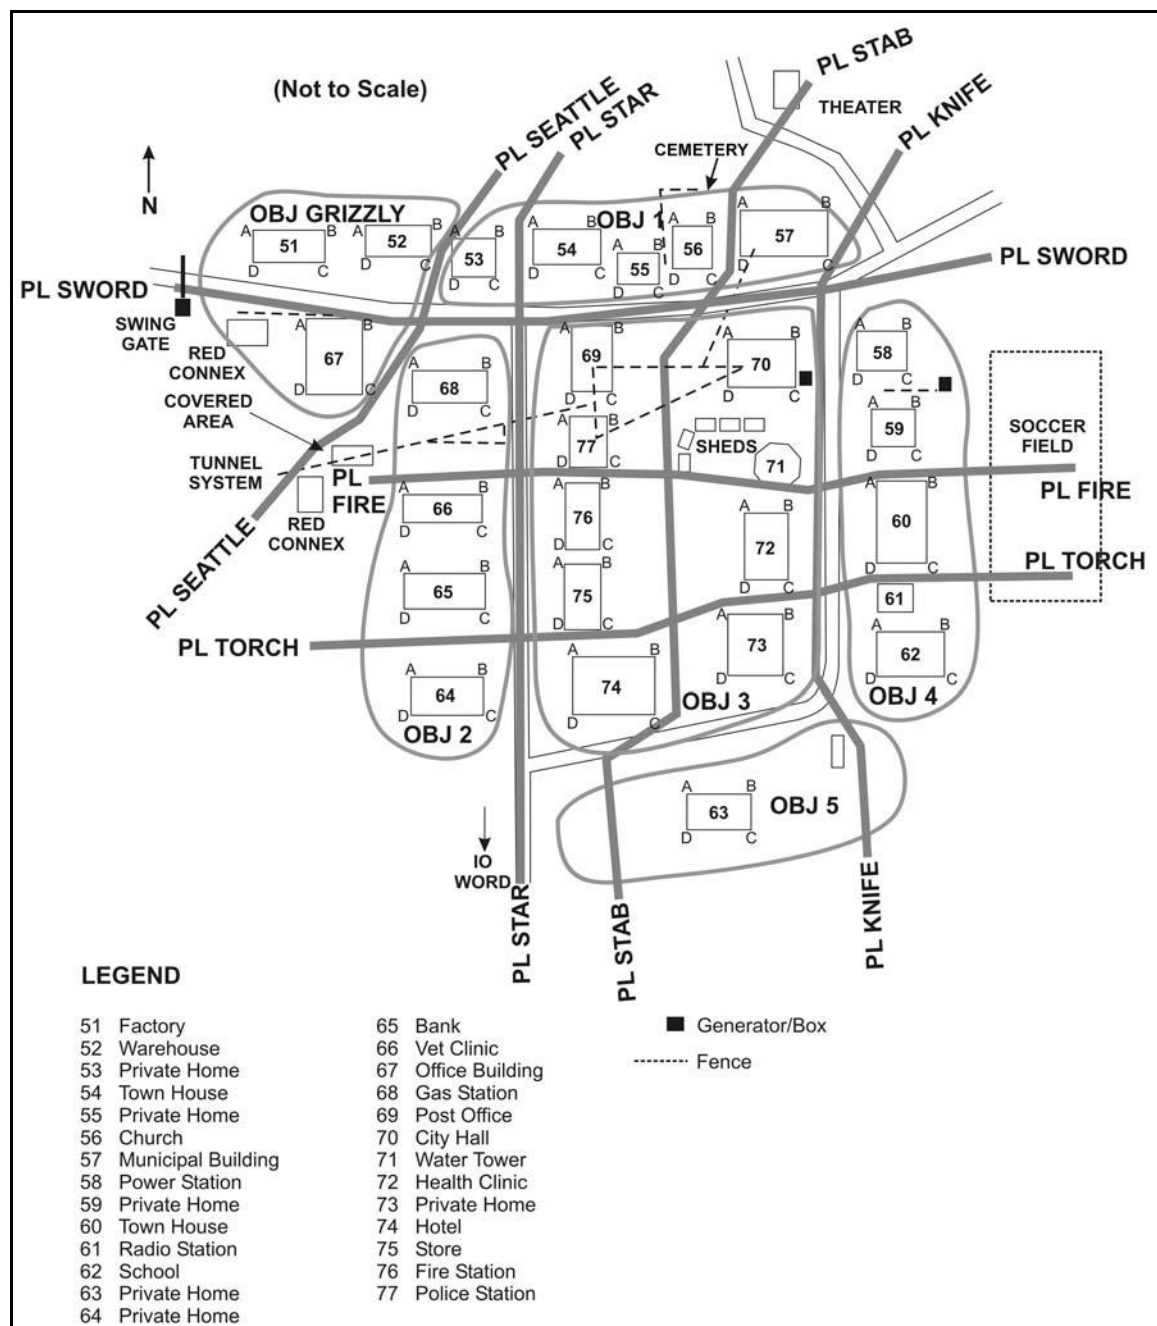 (Not to Scale)
PL SEATTLE
PL STAR
PL STAB
THEATER
PL KNIFE
CEMETERY
N
OBJ GRIZZLY
A B
51
D C
A B
52
D C
A B
53
D C
OBJ 1
A B
54
D C
A B
55
D C
A B
56
D C
A B
57
D C
PL SWORD
PL SWORD
SWING
GATE
RED
CONNEX
A B
67
D C
COVERED
AREA
TUNNEL
SYSTEM
RED
CONNEX
PL SEATTLE
A B
68
D C
PL
FIRE
A B
66
D C
A B
65
D C
PL TORCH
A B
64
D C
OBJ 2
A B
69
D C
A B
77
D C
A B
70
D C
SHEDS
71
A B
76
D C
A B
72
D C
A B
75
D C
A B
73
D C
A B
74
D C
OBJ 3
A B
58
D C
A B
59
D C
SOCCER
FIELD
PL FIRE
A B
60
D C
PL TORCH
61
A B
62
D C
OBJ 4
A B
63
D C
OBJ 5
IO
WORD
PL STAR
PL STAB
PL KNIFE
LEGEND
51 Factory
52 Warehouse
53 Private Home
54 Town House
55 Private Home
56 Church
57 Municipal Building
58 Power Station
59 Private Home
60 Town House
61 Radio Station
62 School
63 Private Home
64 Private Home
65 Bank
66 Vet Clinic
67 Office Building
68 Gas Station
69 Post Office
70 City Hall
71 Water Tower
72 Health Clinic
73 Private Home
74 Hotel
75 Store
76 Fire Station
77 Police Station
Generator/Box
Fence